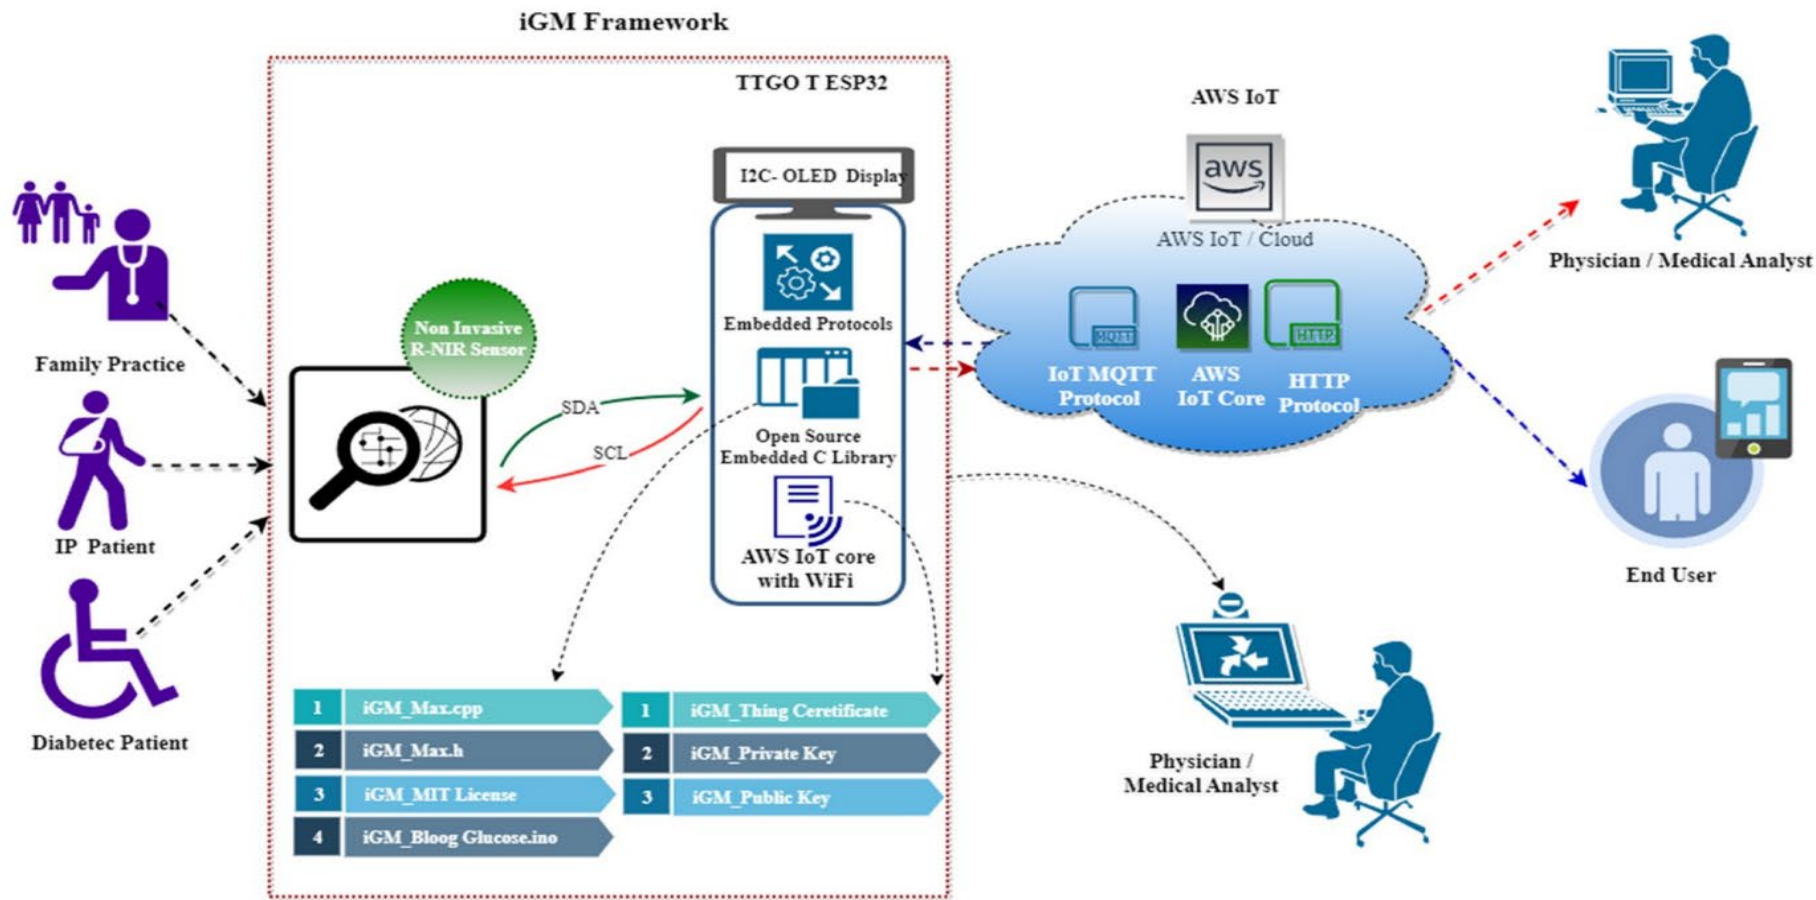 iGM Framework
TTGO T ESP32
I2C- OLED Display
Embedded Protocols
Open Source
Embedded C Library
AWS IoT core
with WiFi
Family Practice
IP Patient
Diabetec Patient
Non Invasive
R-NIR Sensor
SDA
SCL
1 iGM_Max.cpp
2 iGM_Max.h
3 iGM_MIT License
4 iGM_Bloog Glucose.ino
1 iGM_Thing Ceretificate
2 iGM_Private Key
3 iGM_Public Key
AWS IoT
aws
AWS IoT / Cloud
MQTT
HTTP
IoT MQTT
Protocol
AWS
IoT Core
HTTP
Protocol
Physician / Medical Analyst
End User
Physician /
Medical Analyst